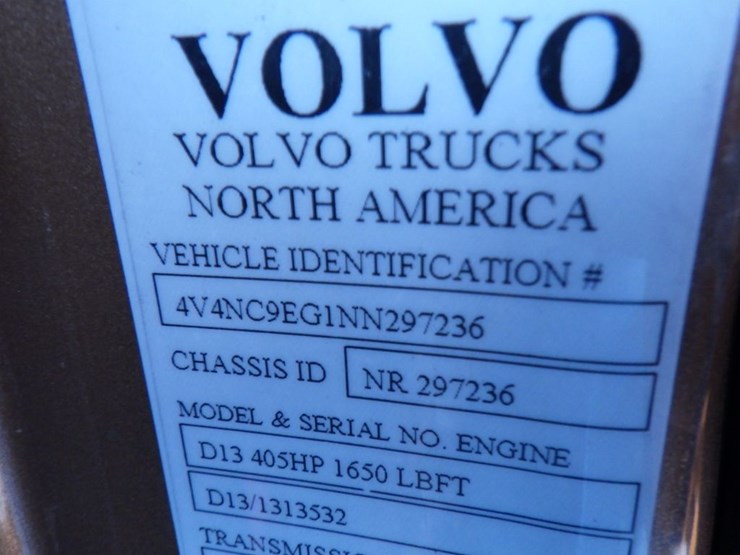 VOLVO
VOLVO TRUCKS
NORTH AMERICA
VEHICLE IDENTIFICATION #
4V4NC9EG1NN297236
CHASSIS ID NR 297236
MODEL & SERIAL NO. ENGINE
D13 405HP 1650 LBFT
D13/1313532